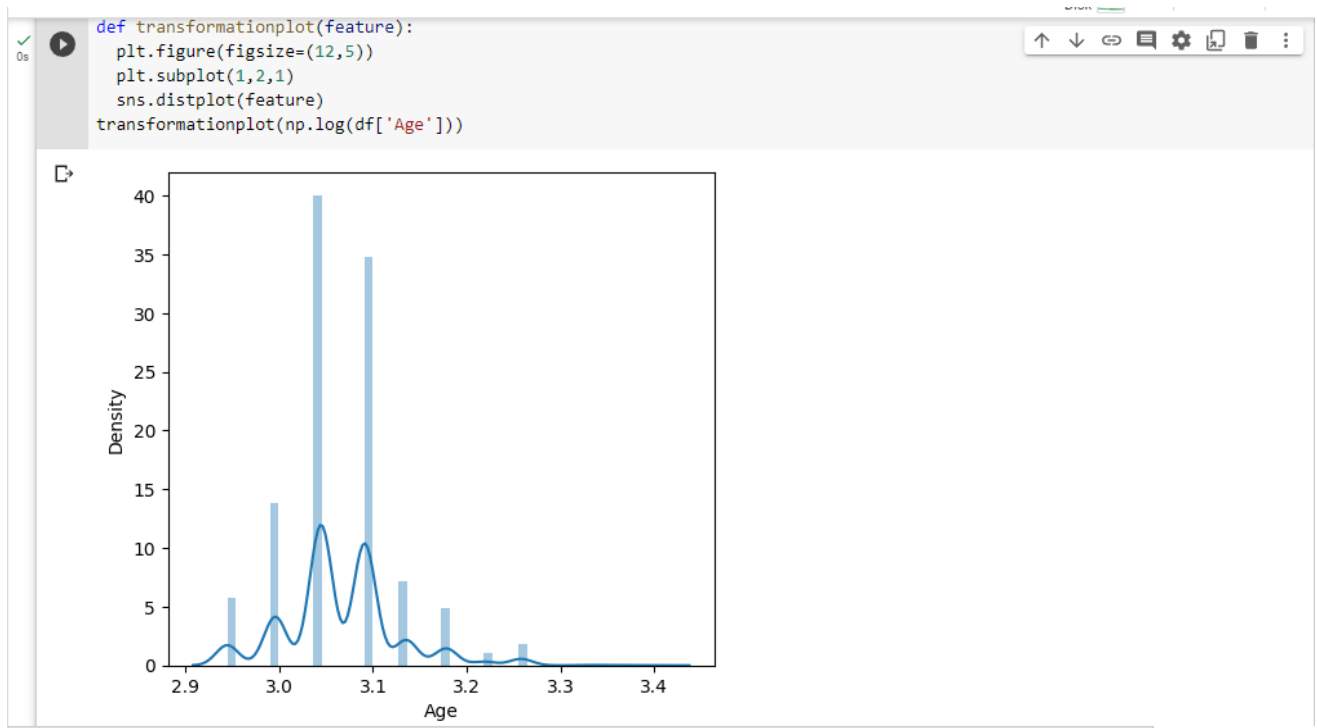 def transformationplot(feature):
  plt.figure(figsize=(12,5))
  plt.subplot(1,2,1)
  sns.distplot(feature)
transformationplot(np.log(df['Age']))
0s
40
35
30
25
20
15
10
5
0
Density
2.9 3.0 3.1 3.2 3.3 3.4
Age